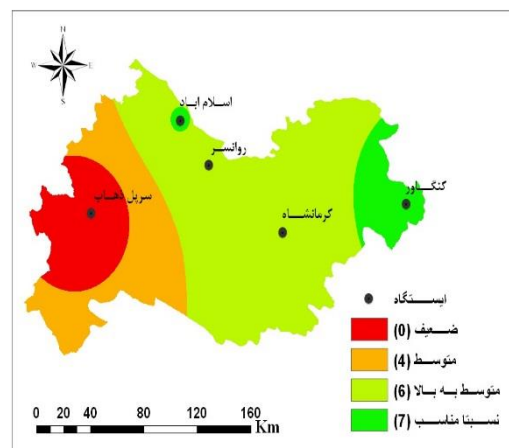 N
W E
S
اسلام اباد
روانسر
کنگاور
سرپل ذهاب
کرمانشاه
ایستگاه
ضعیف (0)
متوسط (4)
متوسط به بالا (6)
نسبتا مناسب (7)
0 20 40 80 120 160
Km